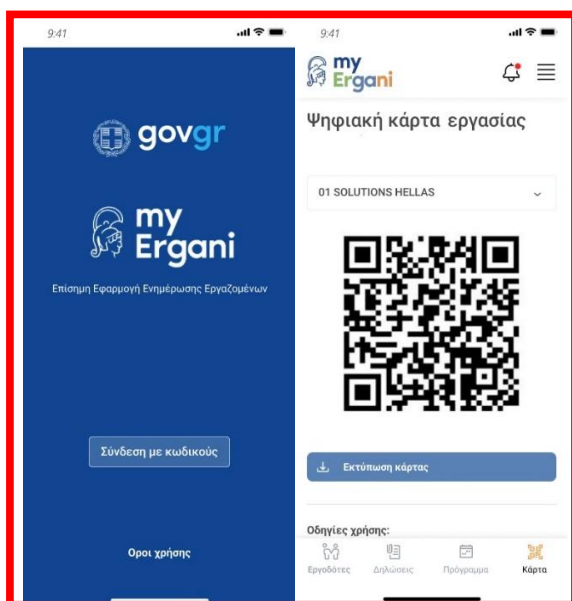 9:41
govgr
my
Ergani
Επίσημη Εφαρμογή Ενημέρωσης Εργαζομένων
Σύνδεση με κωδικούς
Οροι χρήσης
9:41
my
Ergani
Ψηφιακή κάρτα εργασίας
01 SOLUTIONS HELLAS
Εκτύπωση κάρτας
Οδηγίες χρήσης:
Εργοδότες Δηλώσεις Πρόγραμμα Κάρτα